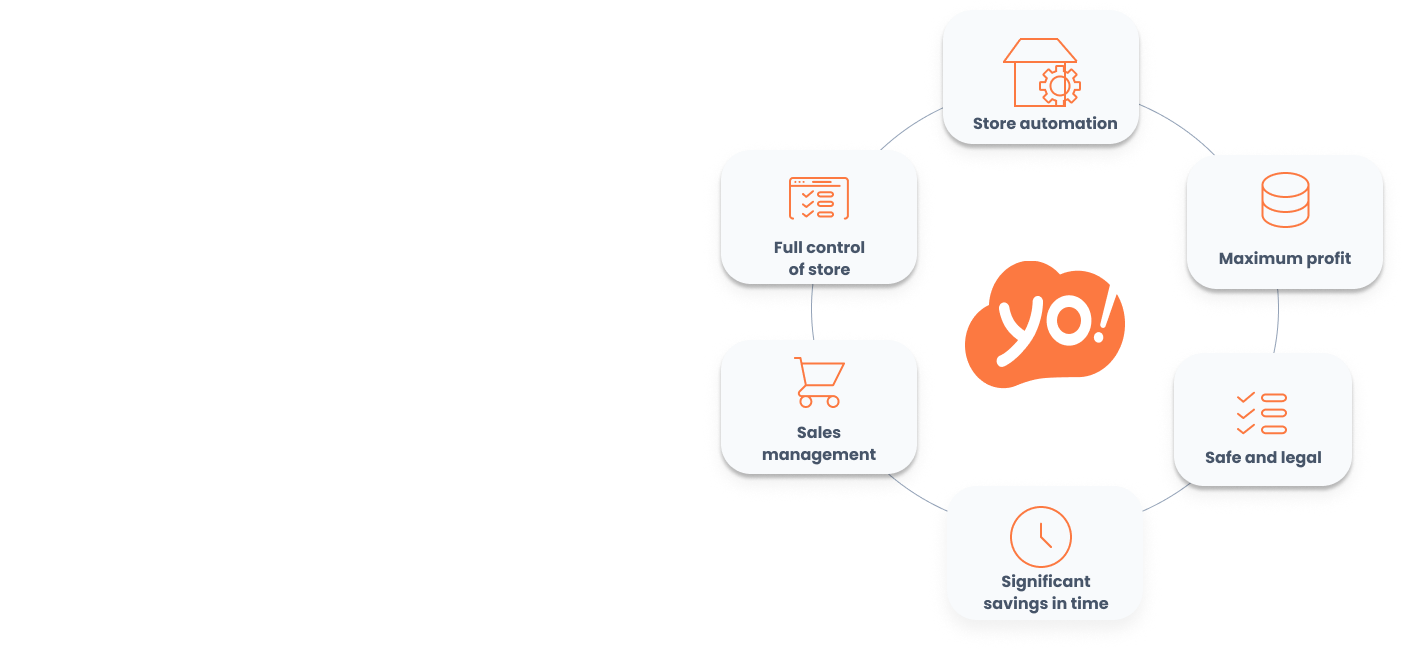 Store automation
Full control
of store
Maximum profit
yo!
Sales
management
Safe and legal
Significant
savings in time